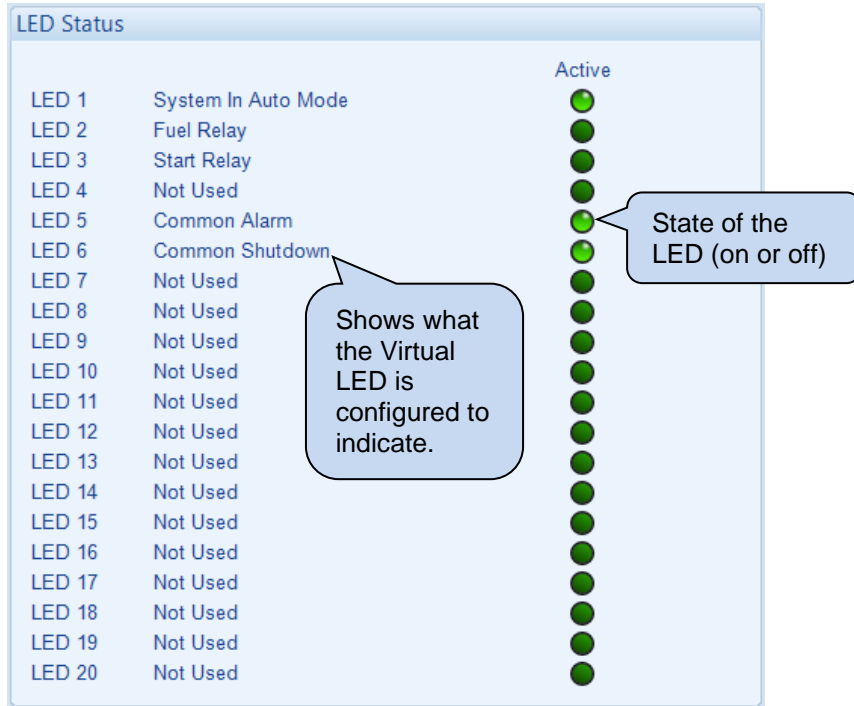 LED Status
Active
LED 1 System In Auto Mode
LED 2 Fuel Relay
LED 3 Start Relay
LED 4 Not Used
LED 5 Common Alarm
LED 6 Common Shutdown
LED 7 Not Used
LED 8 Not Used
LED 9 Not Used
LED 10 Not Used
LED 11 Not Used
LED 12 Not Used
LED 13 Not Used
LED 14 Not Used
LED 15 Not Used
LED 16 Not Used
LED 17 Not Used
LED 18 Not Used
LED 19 Not Used
LED 20 Not Used
State of the
LED (on or off)
Shows what
the Virtual
LED is
configured to
indicate.